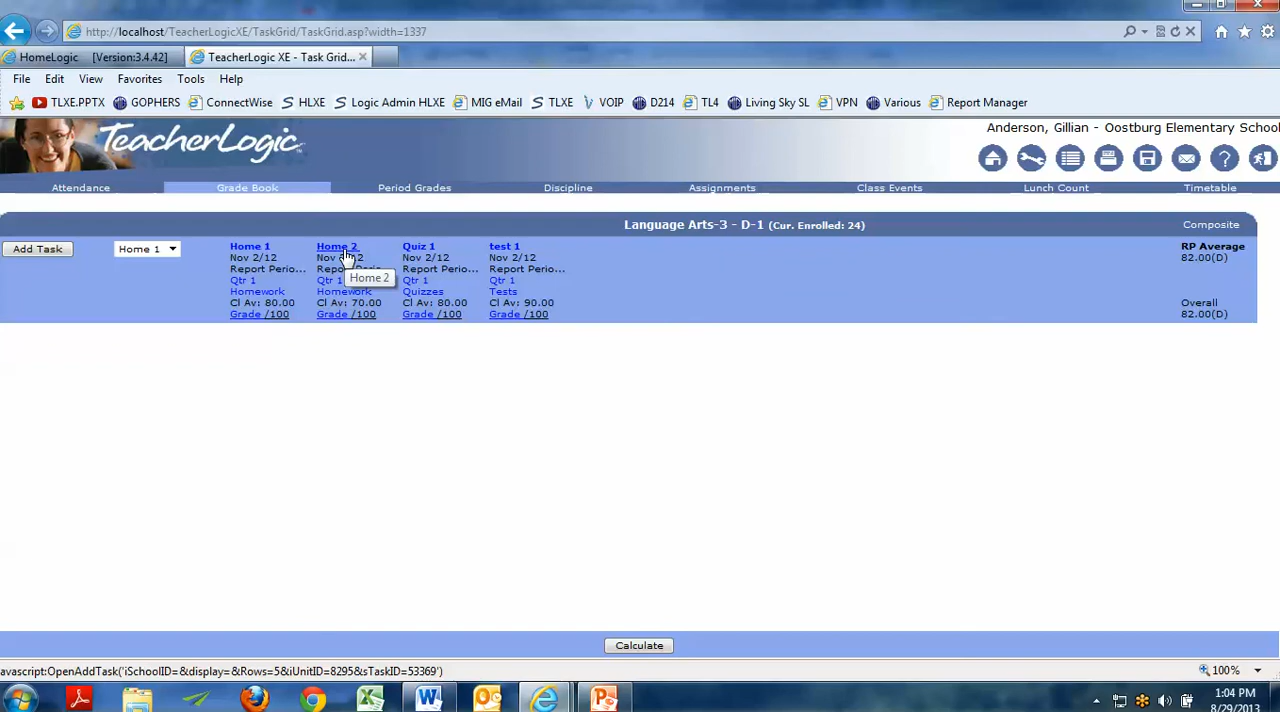 http://localhost/TeacherLogicXE/TaskGrid/TaskGrid.asp?width=1337
HomeLogic [Version:3.4.42]
TeacherLogic XE - Task Grid...
File Edit View Favorites Tools Help
TLXE.PPTX GOPHERS ConnectWise HLXE Logic Admin HLXE MIG eMail TLXE VOIP D214 TL4 Living Sky SL VPN Various Report Manager
TeacherLogic
Anderson, Gillian - Oostburg Elementary School
Attendance Grade Book Period Grades Discipline Assignments Class Events Lunch Count Timetable
Language Arts-3 - D-1 (Cur. Enrolled: 24) Composite
Add Task Home 1 Home 1 Home 2 Quiz 1 test 1 RP Average
Nov 2/12 Nov 2/12 Nov 2/12 82.00(D)
Report Perio... Report Perio... Report Perio...
Qtr 1 Qtr 1 Home 2 Qtr 1 Qtr 1
Homework Homework Quizzes Tests
Cl Av: 80.00 Cl Av: 70.00 Cl Av: 80.00 Cl Av: 90.00 Overall
Grade /100 Grade /100 Grade /100 Grade /100 82.00(D)
Calculate
avascript:OpenAddTask('iSchoolID=&display=&Rows=5&iUnitID=8295&sTaskID=53369')
100%
1:04 PM
8/29/2013